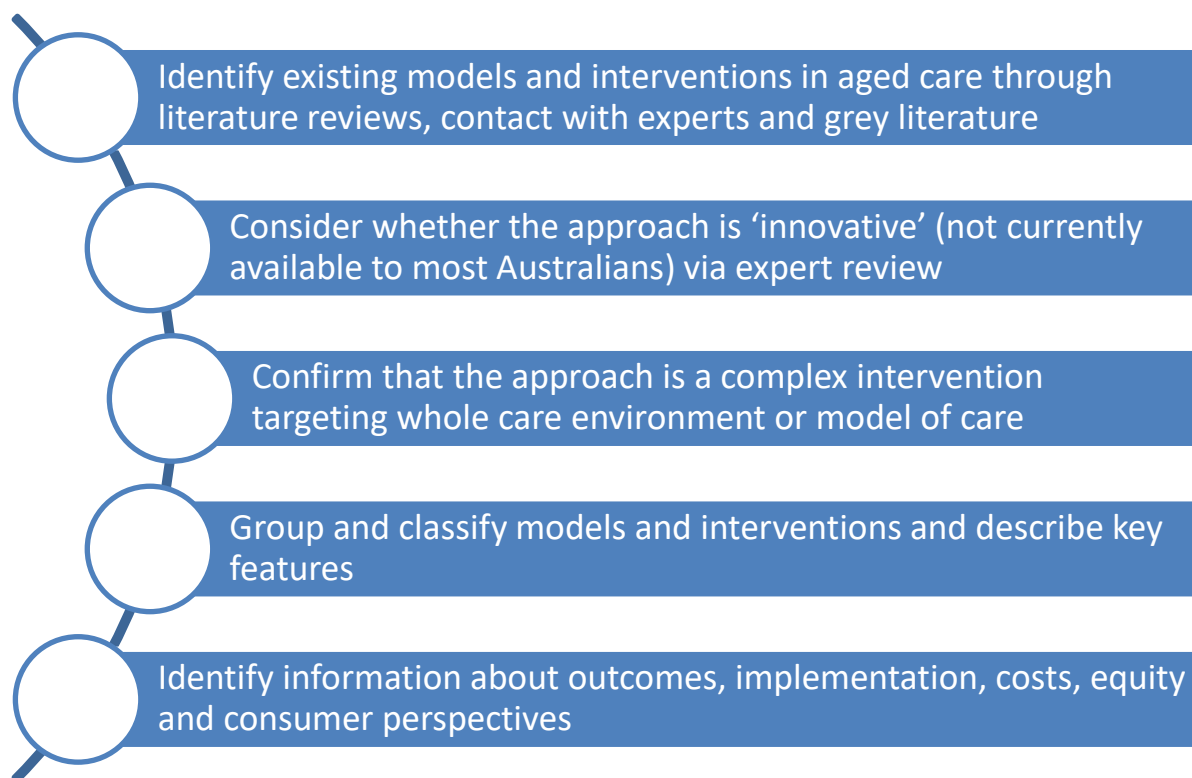 Identify existing models and interventions in aged care through
literature reviews, contact with experts and grey literature
Consider whether the approach is ‘innovative’ (not currently
available to most Australians) via expert review
Confirm that the approach is a complex intervention
targeting whole care environment or model of care
Group and classify models and interventions and describe key
features
Identify information about outcomes, implementation, costs, equity
and consumer perspectives